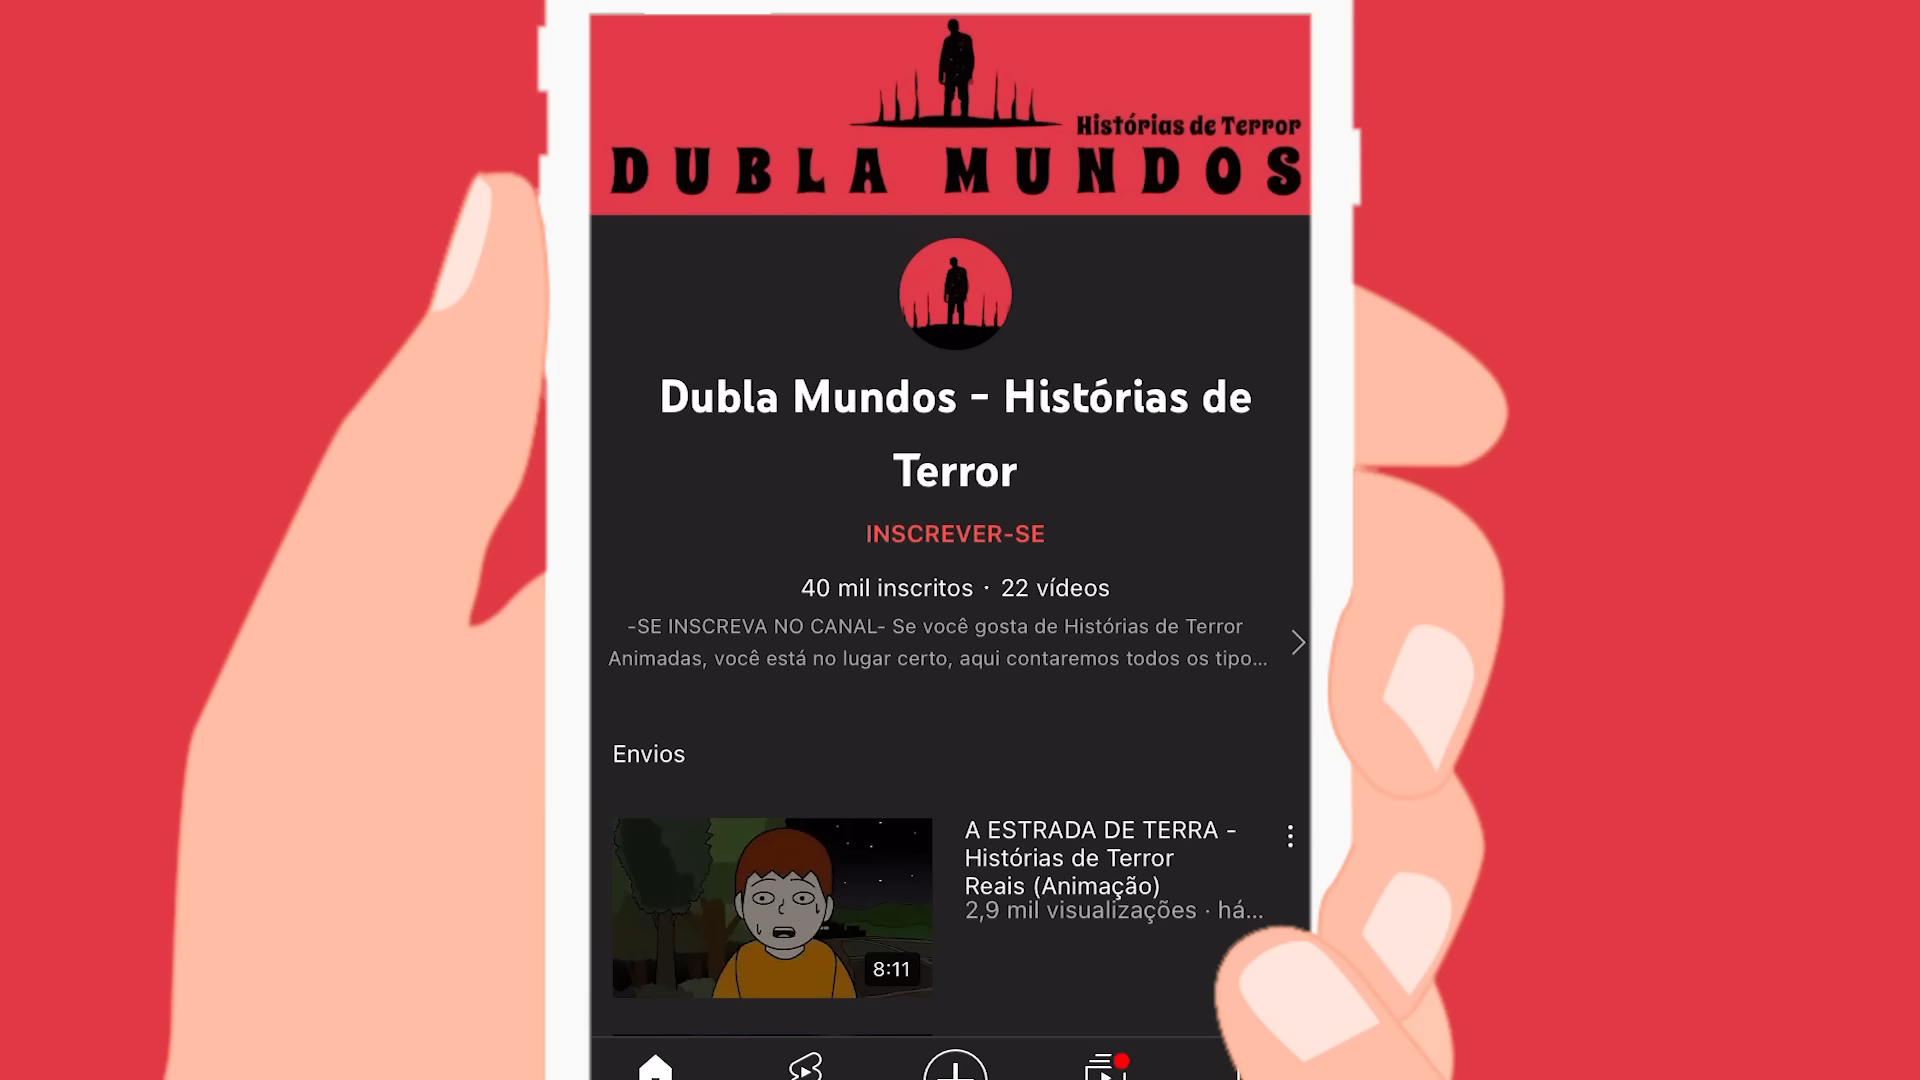 Histórias de Terror
DUBLA MUNDOS
Dubla Mundos - Histórias de
Terror
INSCREVER-SE
40 mil inscritos · 22 vídeos
-SE INSCREVA NO CANAL- Se você gosta de Histórias de Terror
Animadas, você está no lugar certo, aqui contaremos todos os tipo...
Envios
A ESTRADA DE TERRA -
Histórias de Terror
Reais (Animação)
2,9 mil visualizações · há...
8:11